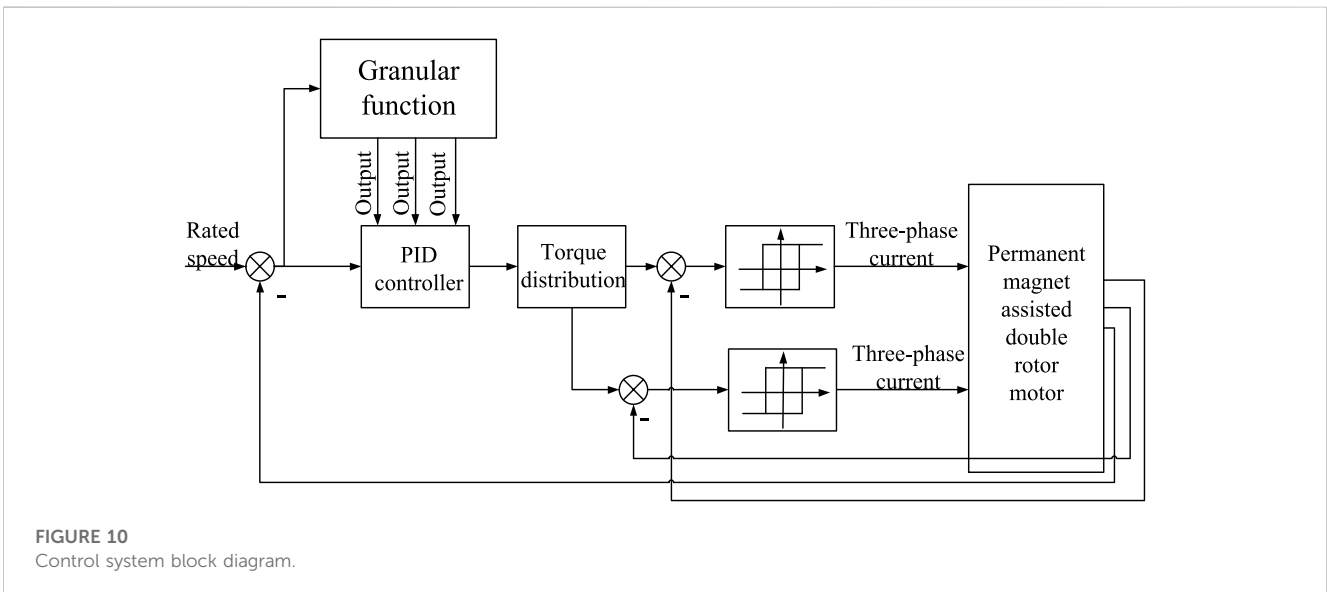 Granular
function
Output
Output
Output
Rated
speed
-
PID
controller
Torque
distribution
-
Three-phase
current
-
Three-phase
current
Permanent
magnet
assisted
double
rotor
motor
FIGURE 10
Control system block diagram.